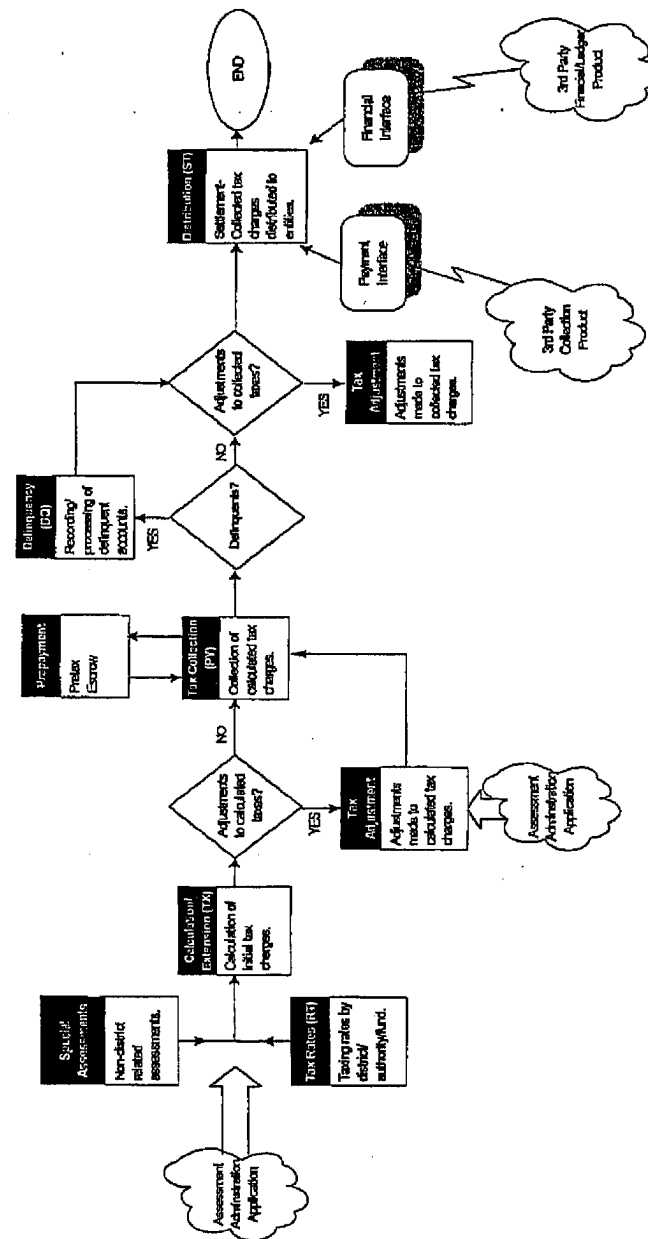 Assessment
Administration
Application
Special
Assessments
Non-district
related
assessments.
Tax Rates (RT)
Taxing rates by
district/
authority/fund.
Calculation/
Extension (TX)
Calculation of
initial tax
charges.
Adjustments
to calculated
taxes?
NO
YES
Tax
Adjustment
Adjustments
made to
calculated tax
charges.
Assessment
Administration
Application
Prepayment
Pretax
Escrow
Tax Collection
(PY)
Collection of
calculated tax
charges.
Delinquents?
YES
NO
Delinquency
(DQ)
Recording/
processing of
delinquent
accounts.
Adjustments
to collected
taxes?
YES
Tax
Adjustment
Adjustments
made to
collected tax
charges.
Distribution (ST)
Settlement-
Collected tax
charges
distributed to
entities.
END
Payment
Interface
Financial
Interface
3rd Party
Collection
Product
3rd Party
Financial/Ledger
Product